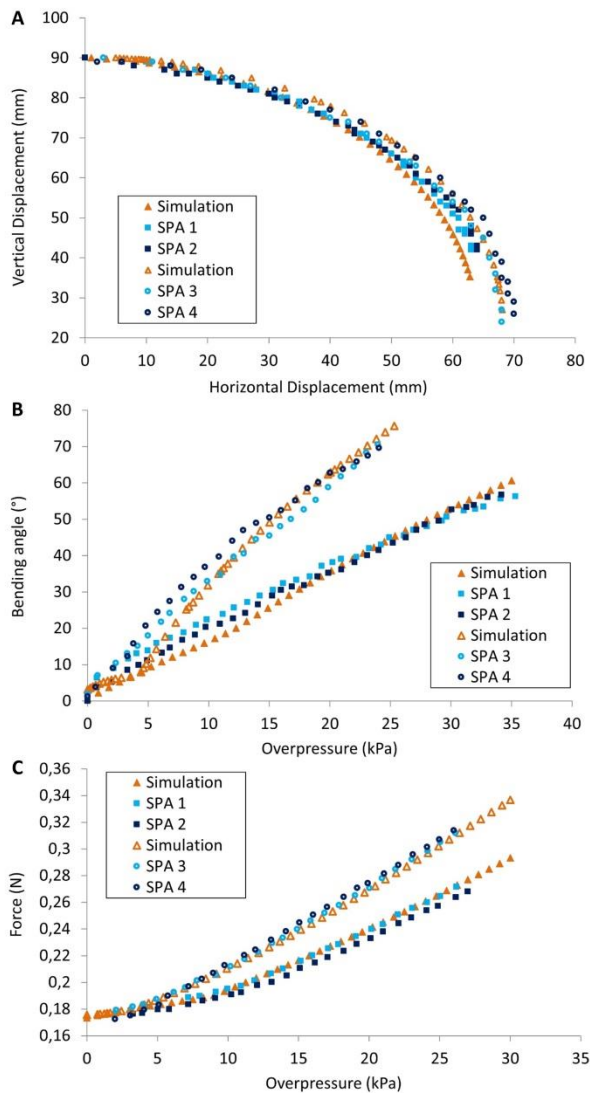 A
Vertical Displacement (mm)
100
90
80
70
60
50
40
30
20
Simulation
SPA 1
SPA 2
Simulation
SPA 3
SPA 4
0 10 20 30 40 50 60 70 80
Horizontal Displacement (mm)
B
Bending angle (°)
80
70
60
50
40
30
20
10
0
Simulation
SPA 1
SPA 2
Simulation
SPA 3
SPA 4
0 5 10 15 20 25 30 35 40
Overpressure (kPa)
C
Force (N)
0,36
0,34
0,32
0,3
0,28
0,26
0,24
0,22
0,2
0,18
0,16
Simulation
SPA 1
SPA 2
Simulation
SPA 3
SPA 4
0 5 10 15 20 25 30 35
Overpressure (kPa)